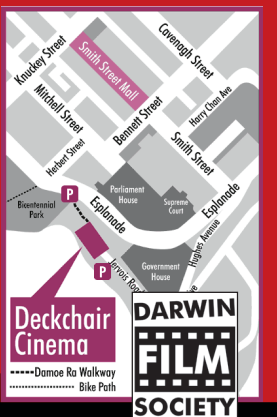 Cavenagh Street
Knuckey Street
Smith Street Mall
Mitchell Street
Bennett Street
Harry Chan Ave
Smith Street
Herbert Street
P
Parliament
House
Supreme
Court
Bicentennial
Park
Esplanade
Esplanade
Hughes Avenue
P
Jervois
Government
House
Deckchair
Cinema
Damoe Ra Walkway
Bike Path
DARWIN
FILM
SOCIETY